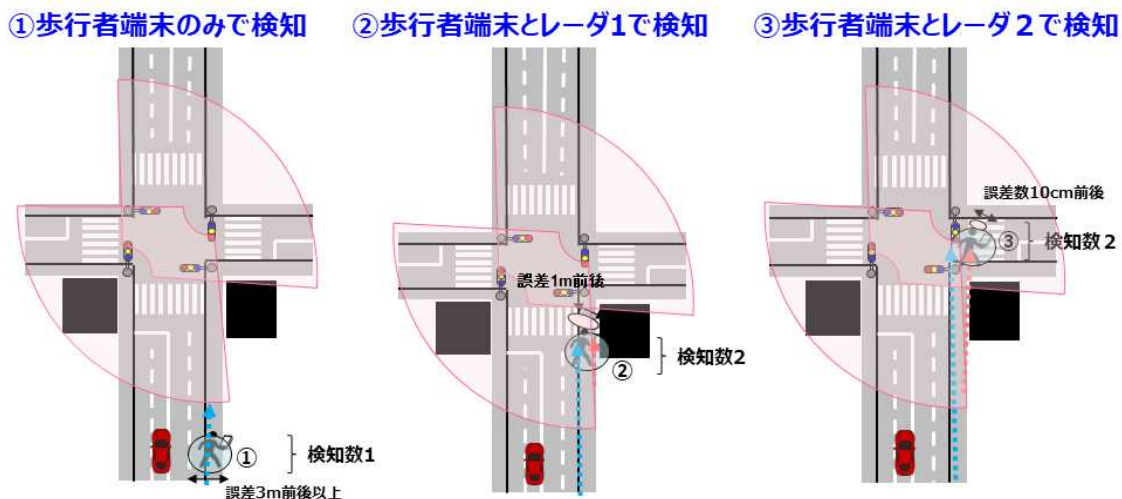 ①歩行者端末のみで検知
②歩行者端末とレーダ1で検知
③歩行者端末とレーダ２で検知
①
検知数1
誤差3m前後以上
誤差1m前後
②
検知数2
誤差数10cm前後
③
検知数２